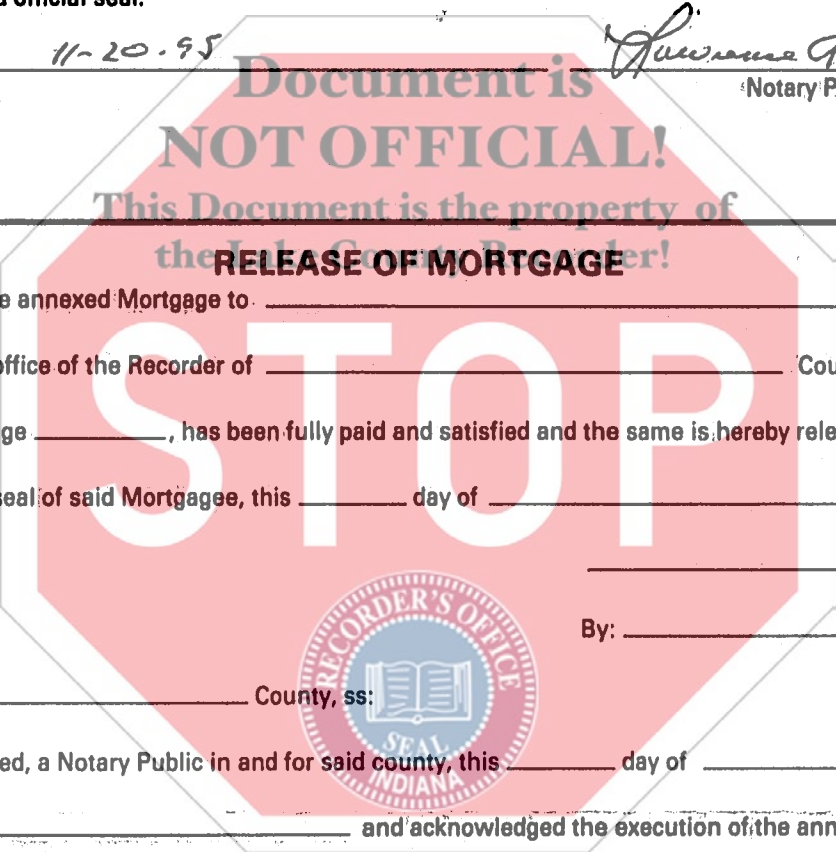 official seal.
11-20-95
Lawrence
Notary P
Document is
NOT OFFICIAL!
This Document is the property of
the Lake County Recorder!
RELEASE OF MORTGAGE
e annexed Mortgage to
office of the Recorder of Cou
ge , has been fully paid and satisfied and the same is hereby rele
seal of said Mortgagee, this day of
STOP
By:
RECORDER'S OFFICE
SEAL
INDIANA
County, ss:
ed, a Notary Public in and for said county, this day of
and acknowledged the execution of the ann